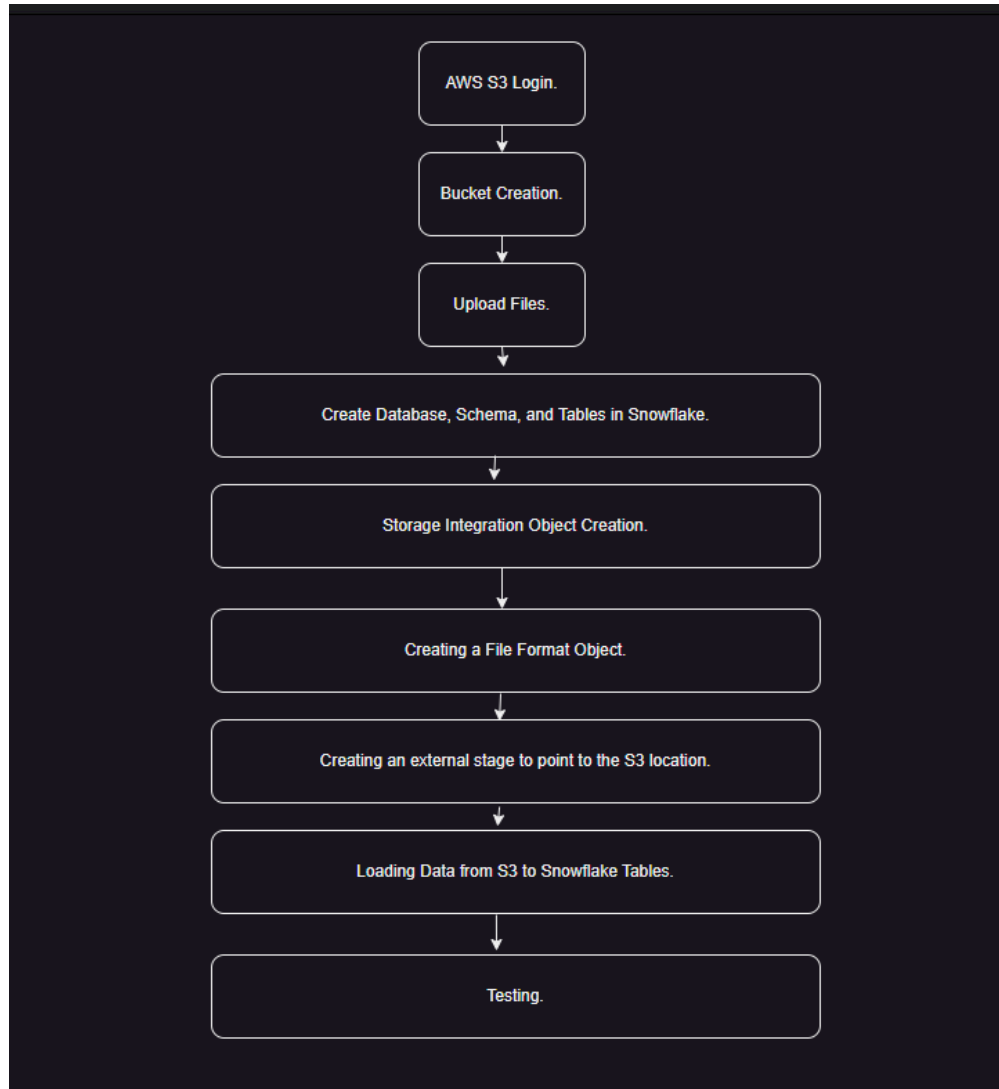 AWS S3 Login.
Bucket Creation.
Upload Files.
Create Database, Schema, and Tables in Snowflake.
Storage Integration Object Creation.
Creating a File Format Object.
Creating an external stage to point to the S3 location.
Loading Data from S3 to Snowflake Tables.
Testing.